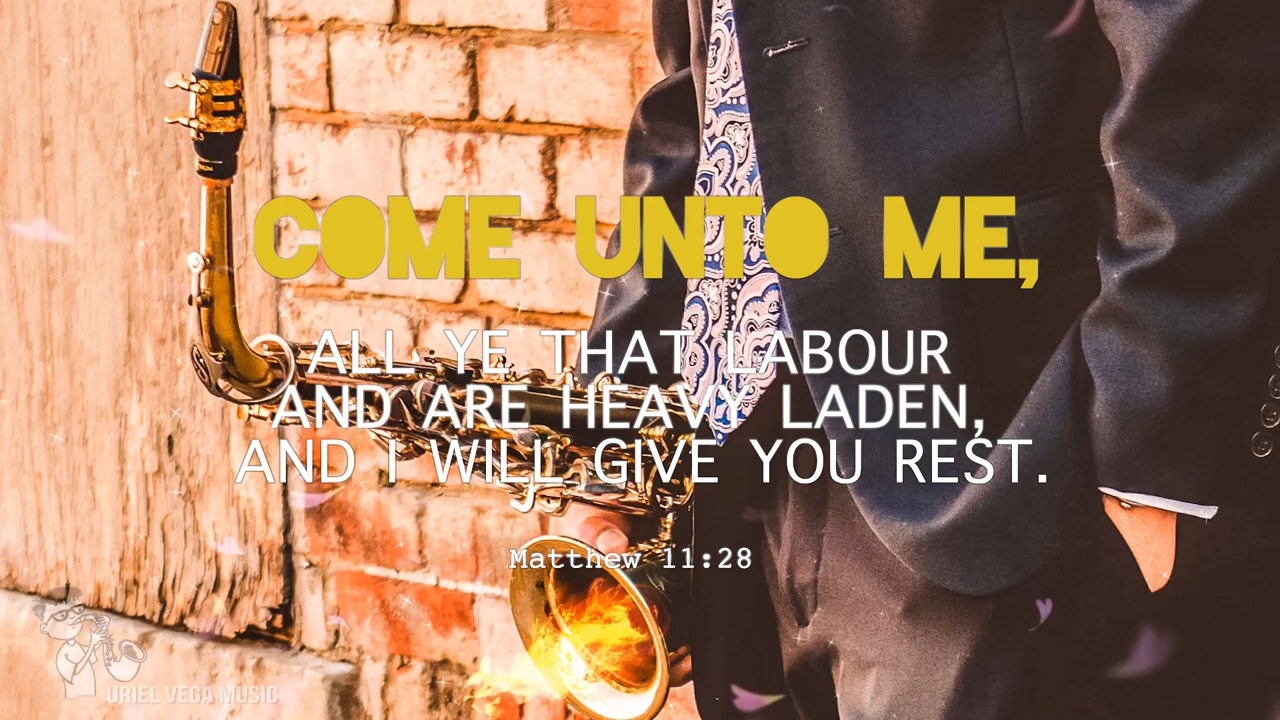 COME UNTO ME,
ALL YE THAT LABOUR
AND ARE HEAVY LADEN,
AND I WILL GIVE YOU REST.
Matthew 11:28
URIEL VEGA MUSIC